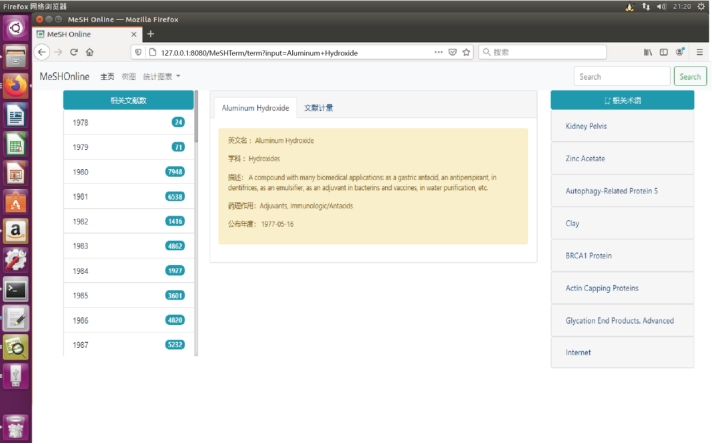 Firefox 网络浏览器
21:20
MeSH Online — Mozilla Firefox
MeSH Online
127.0.0.1:8080/MeSHTerm/term?input=Aluminum+Hydroxide
搜索
MeSHOnline 主页 树图 统计图表
Search Search
相关文献数
1978 24
1979 71
1980 7948
1981 6538
1982 1416
1983 4862
1984 1927
1985 3601
1986 4820
1987 5232
Aluminum Hydroxide 文献计量
英文名：Aluminum Hydroxide
学科：Hydroxides
描述：A compound with many biomedical applications: as a gastric antacid, an antiperspirant, in
dentifrices, as an emulsifier, as an adjuvant in bacterins and vaccines, in water purification, etc.
药理作用：Adjuvants, Immunologic/Antacids
公布年度：1977-05-16
相关术语
Kidney Pelvis
Zinc Acetate
Autophagy-Related Protein 5
Clay
BRCA1 Protein
Actin Capping Proteins
Glycation End Products, Advanced
Internet